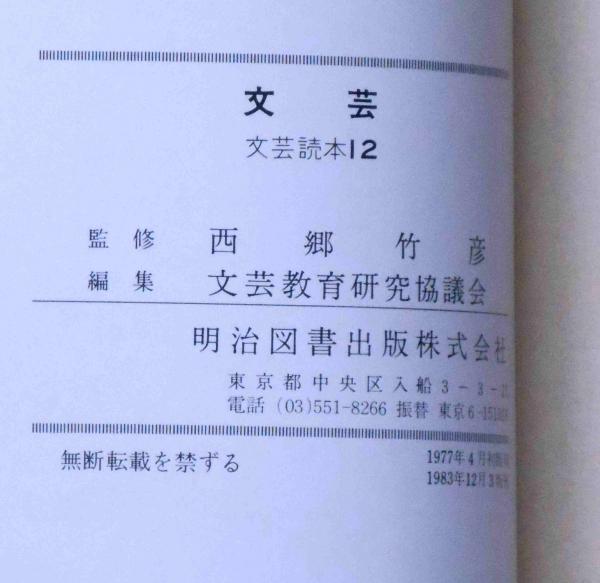 文芸
文芸読本12
監修 西郷竹彦
編集 文芸教育研究協議会
明治図書出版株式会社
東京都中央区入船3-3-
電話 (03)551-8266 振替 東京6-151
無断転載を禁ずる
1977年4月初版
1983年12月3